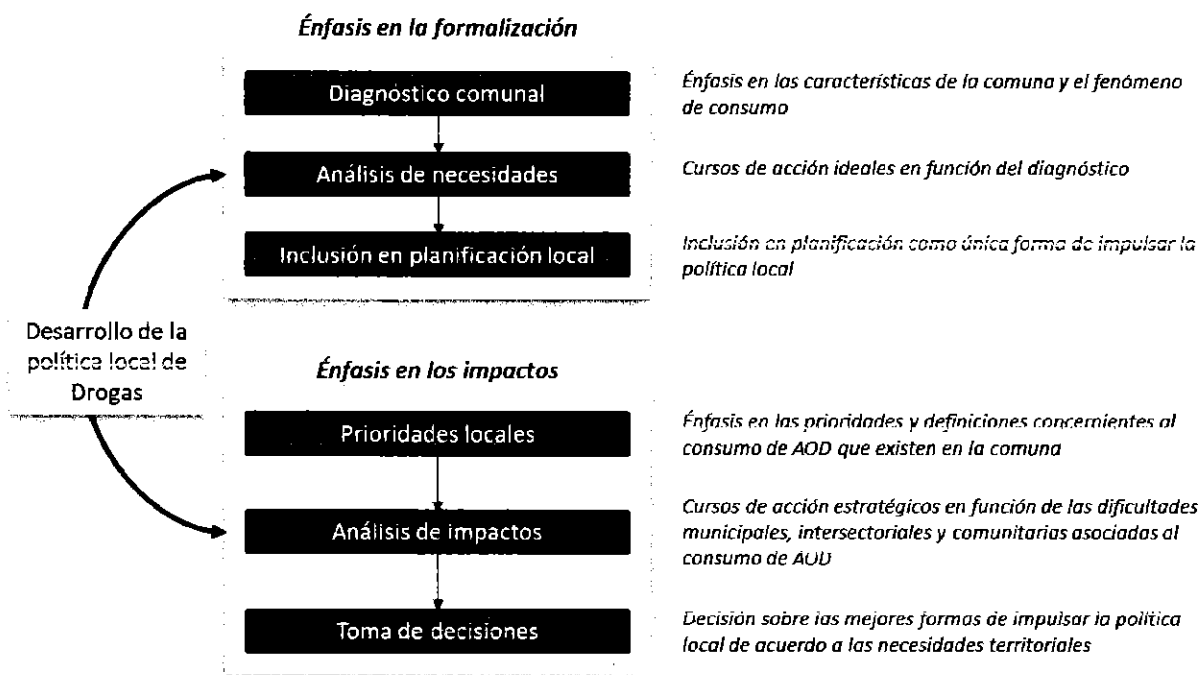 Énfasis en la formalización
Diagnóstico comunal
Énfasis en las características de la comuna y el fenómeno
de consumo
Análisis de necesidades
Cursos de acción ideales en función del diagnóstico
Inclusión en planificación local
Inclusión en planificación como única forma de impulsar la
política local
Desarrollo de la
política local de
Drogas
Énfasis en los impactos
Prioridades locales
Énfasis en las prioridades y definiciones concernientes al
consumo de AOD que existen en la comuna
Análisis de impactos
Cursos de acción estratégicos en función de las dificultades
municipales, intersectoriales y comunitarias asociadas al
consumo de AOD
Toma de decisiones
Decisión sobre las mejores formas de impulsar la política
local de acuerdo a las necesidades territoriales